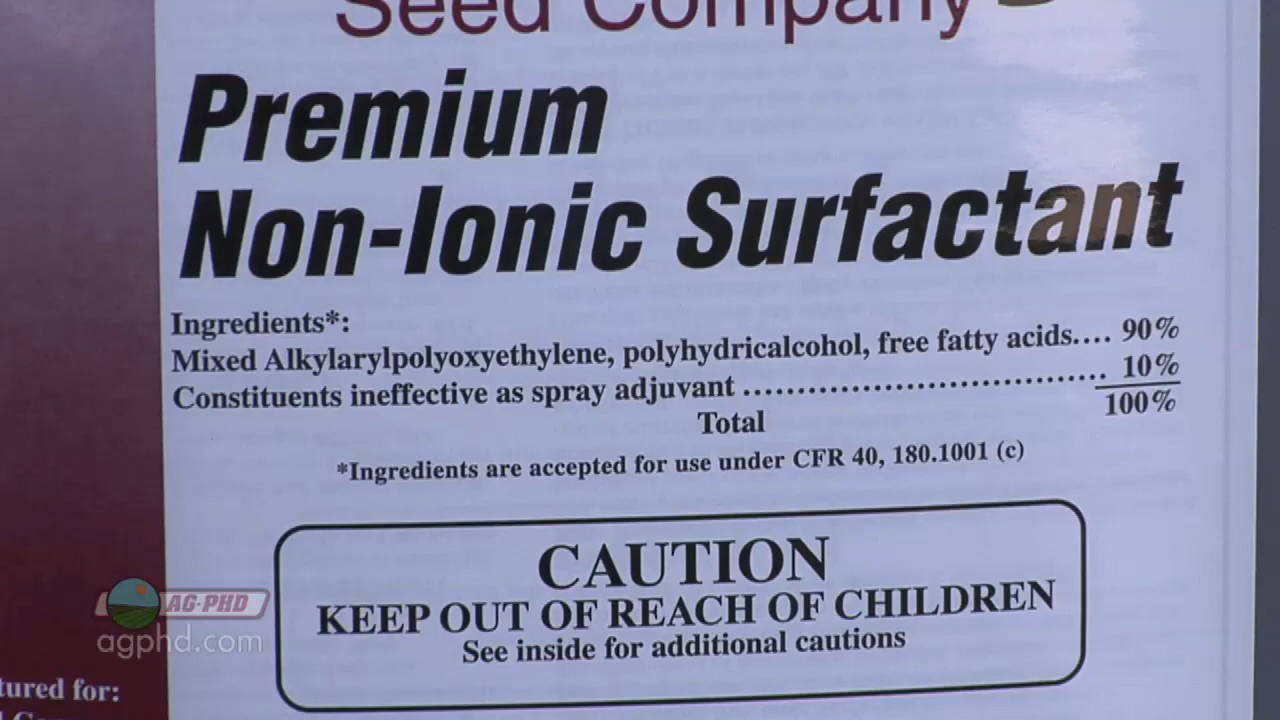 Seed Company
Premium
Non-Ionic Surfactant
Ingredients*:
Mixed Alkylarylpolyoxyethylene, polyhydricalcohol, free fatty acids.... 90%
Constituents ineffective as spray adjuvant .................................... 10%
Total 100%
*Ingredients are accepted for use under CFR 40, 180.1001 (c)
CAUTION
KEEP OUT OF REACH OF CHILDREN
See inside for additional cautions
AG-PHD
agphd.com
for: